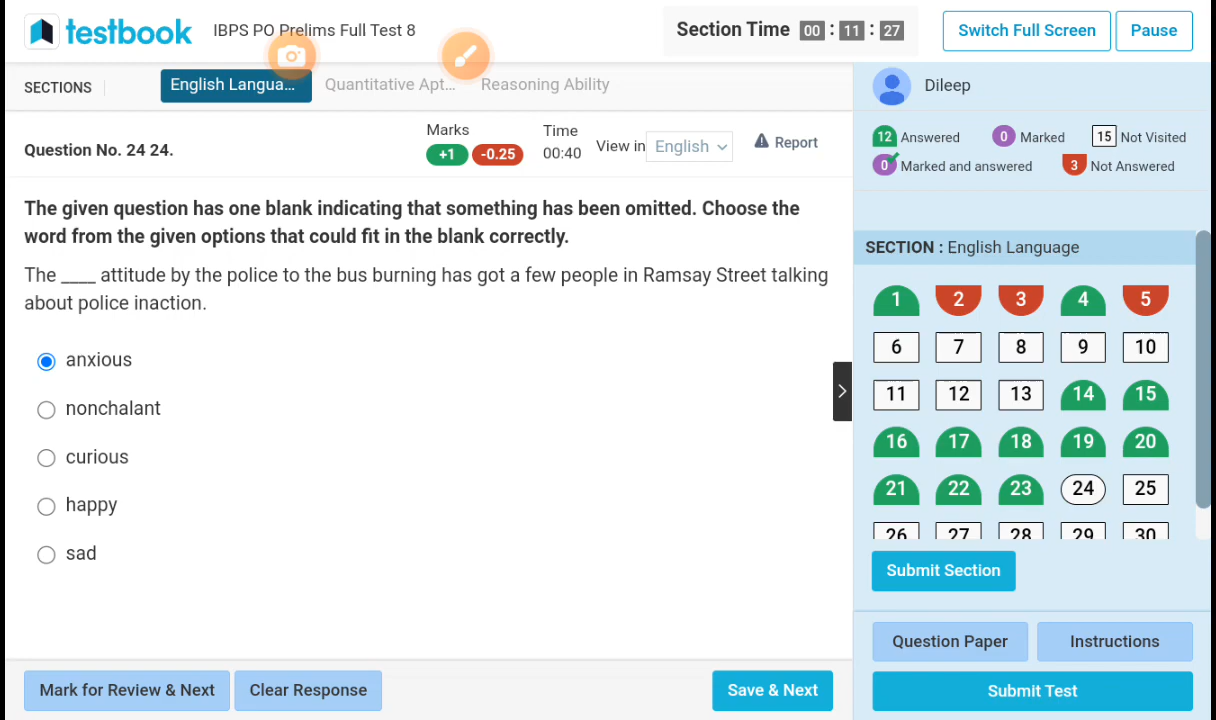 testbook
IBPS PO Prelims Full Test 8
Section Time 00 : 11 : 27
Switch Full Screen
Pause
SECTIONS
English Langua...
Quantitative Apt...
Reasoning Ability
Dileep
Question No. 24 24.
Marks
+1 -0.25
Time
00:40
View in English
Report
12 Answered
0 Marked
15 Not Visited
0 Marked and answered
3 Not Answered
The given question has one blank indicating that something has been omitted. Choose the
word from the given options that could fit in the blank correctly.
The ____ attitude by the police to the bus burning has got a few people in Ramsay Street talking
about police inaction.
anxious
nonchalant
curious
happy
sad
SECTION : English Language
1 2 3 4 5
6 7 8 9 10
11 12 13 14 15
16 17 18 19 20
21 22 23 24 25
26 27 28 29 30
Submit Section
Question Paper
Instructions
Mark for Review & Next
Clear Response
Save & Next
Submit Test